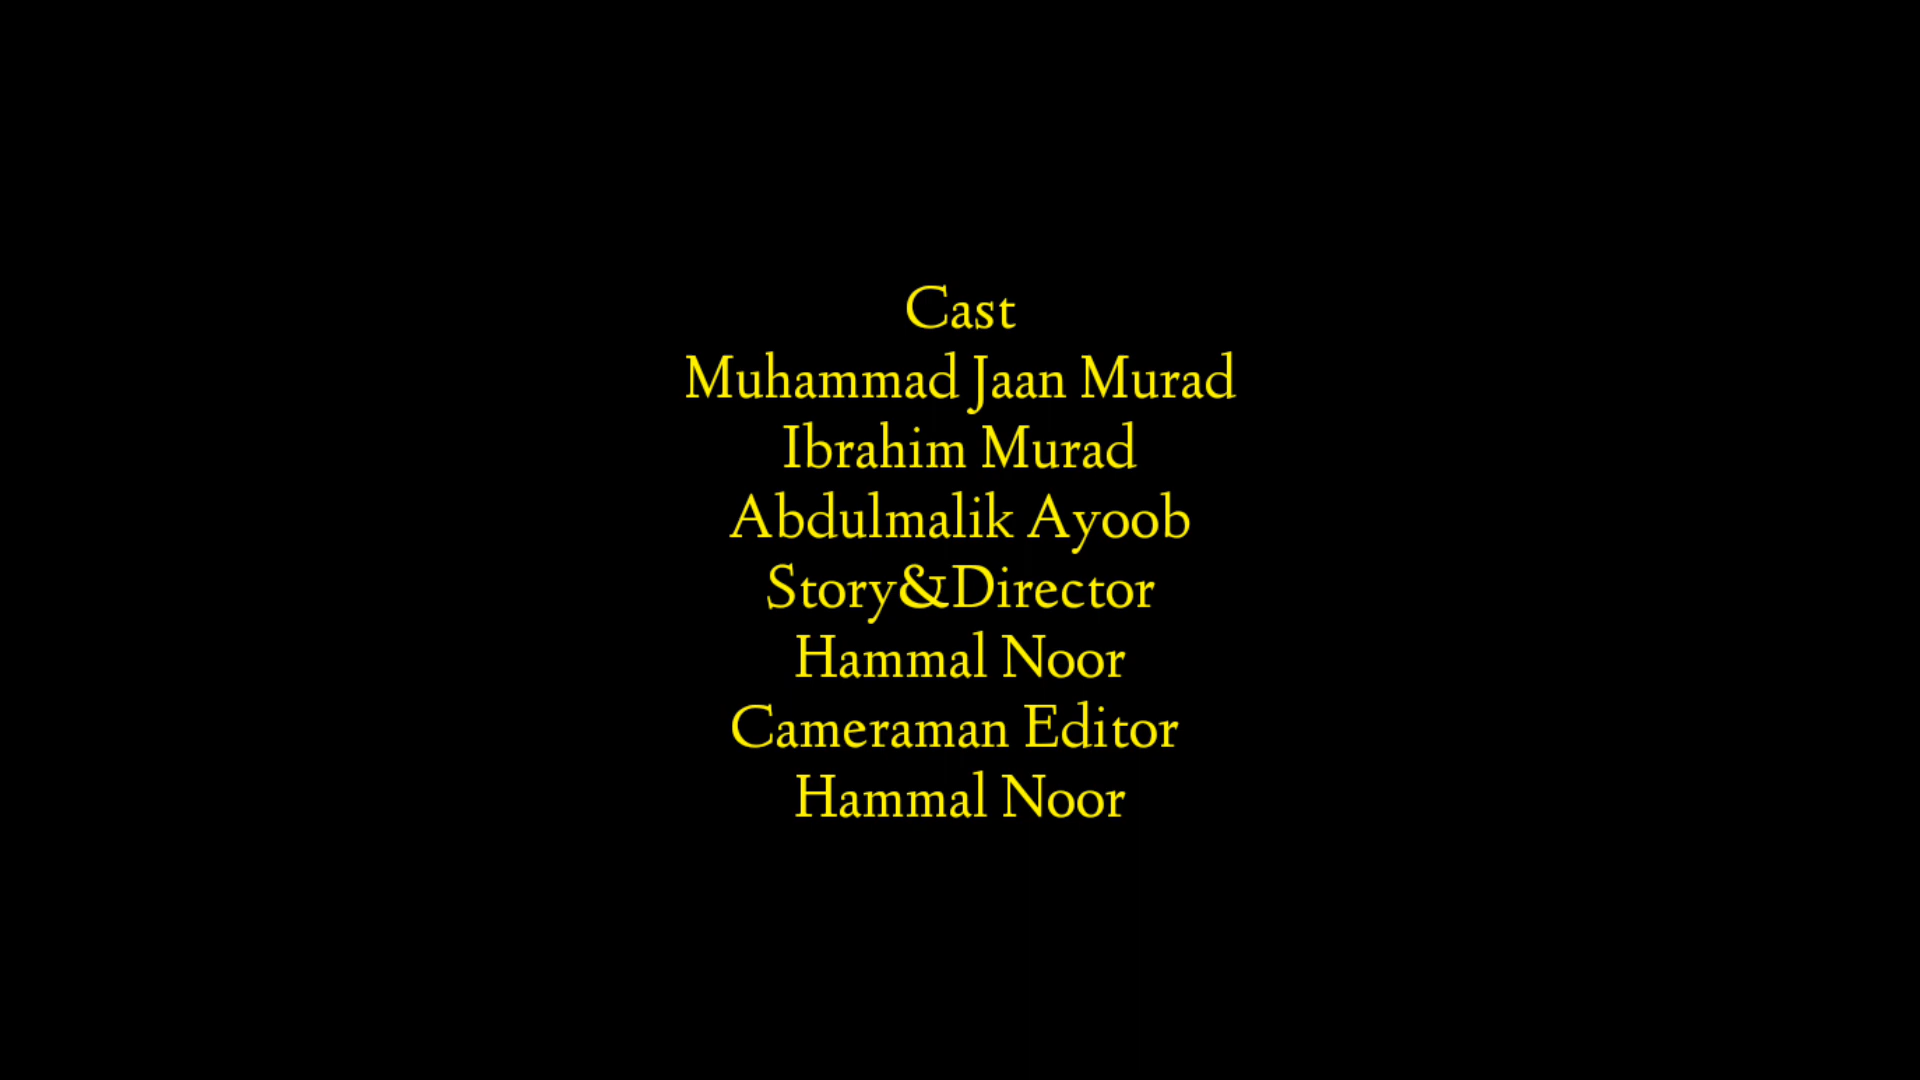 Cast
Muhammad Jaan Murad
Ibrahim Murad
Abdulmalik Ayoob
Story&Director
Hammal Noor
Cameraman Editor
Hammal Noor